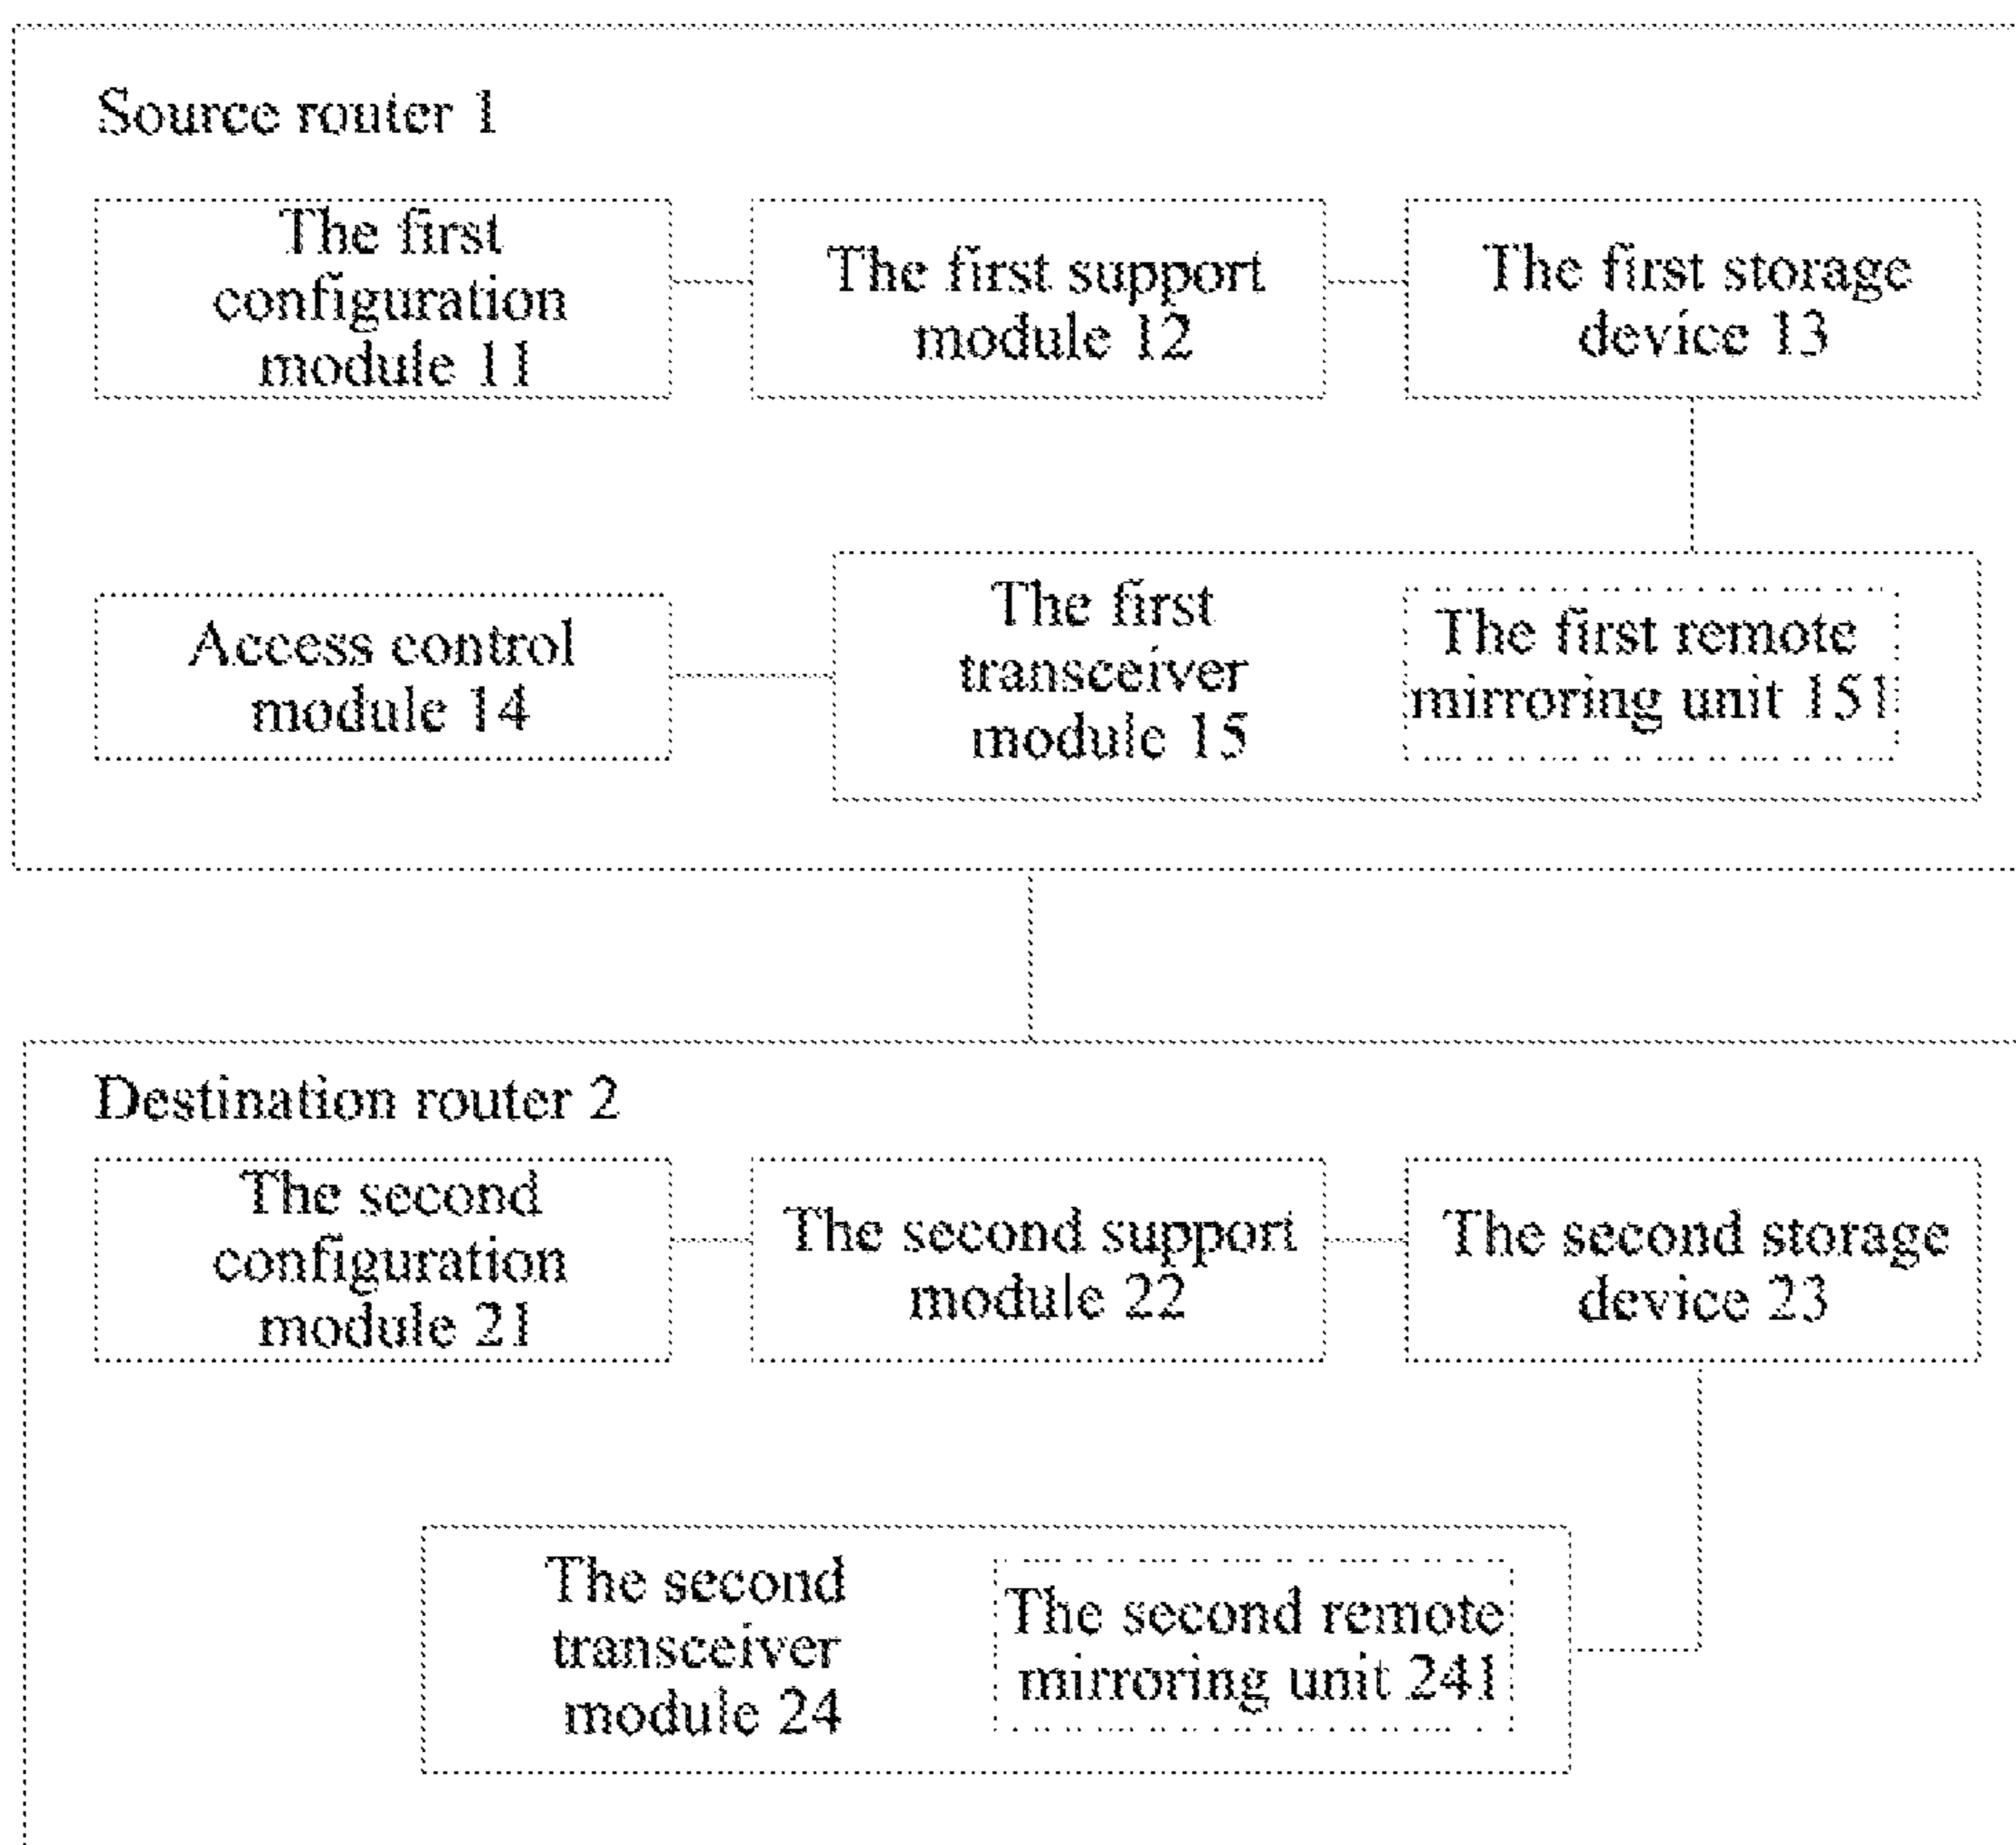 Source router 1
The first
configuration
module 11
The first support
module 12
The first storage
device 13
Access control
module 14
The first
transceiver
module 15
The first remote
mirroring unit 151
Destination router 2
The second
configuration
module 21
The second support
module 22
The second storage
device 23
The second
transceiver
module 24
The second remote
mirroring unit 241